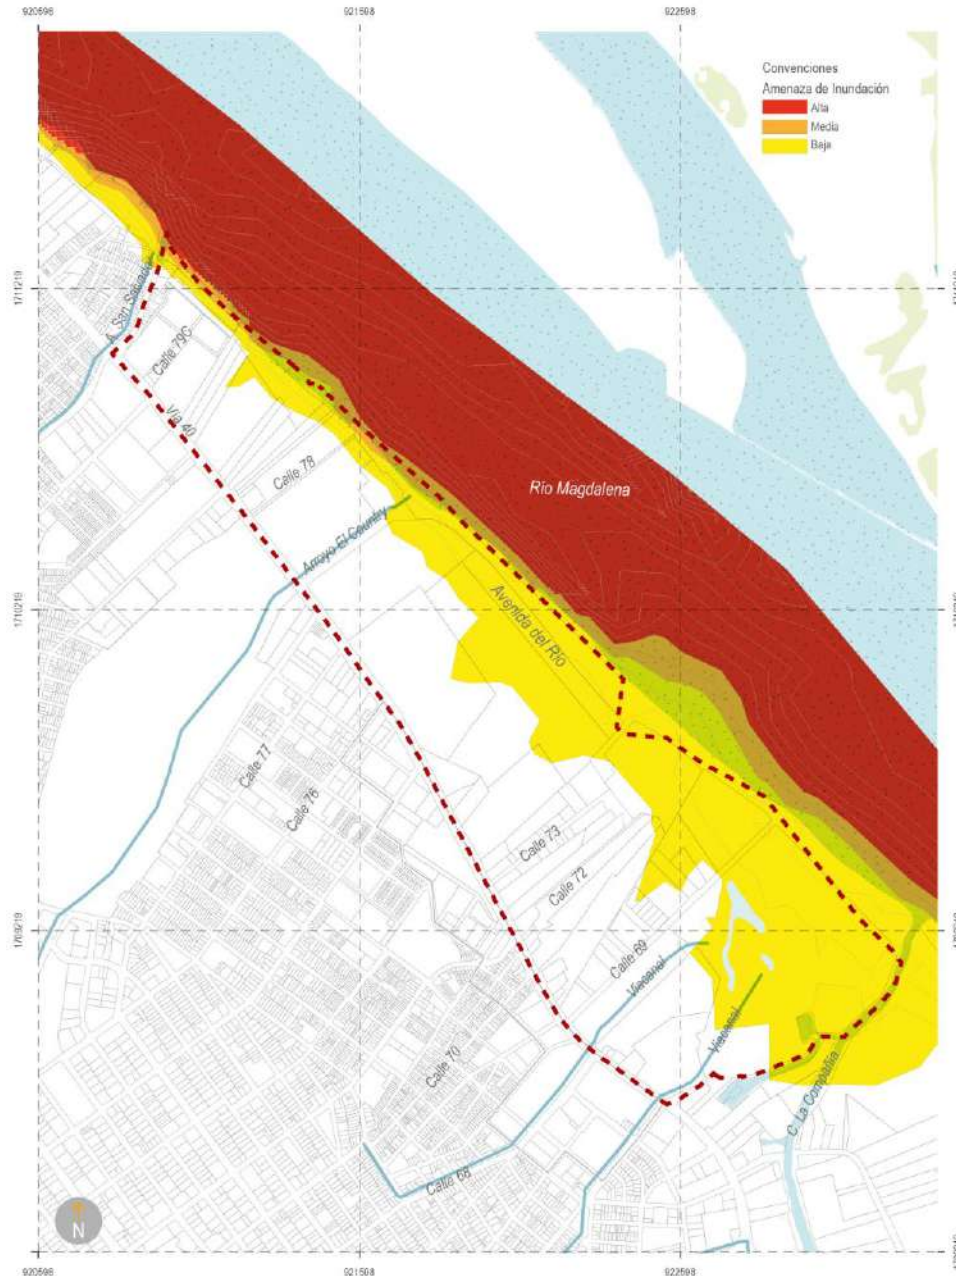 920598
921598
922598
Convenciones
Amenaza de Inundación
Alta
Media
Baja
1711219
A. San Salvador
Calle 79C
Vía 40
Calle 78
Río Magdalena
Arroyo El Country
1710219
Avenida del Río
Calle 77
Calle 76
Calle 73
Calle 72
1709219
Calle 69
Viacanal
Viacanal
Calle 70
C. La Compañía
Calle 68
N
920598
921598
922598